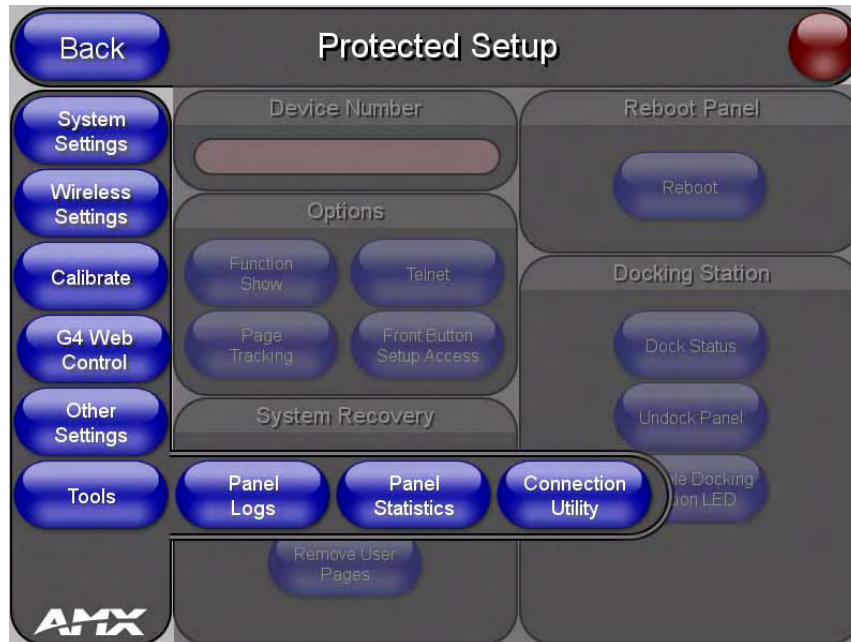 Back
Protected Setup
System
Settings
Wireless
Settings
Calibrate
G4 Web
Control
Other
Settings
Tools
Device Number
Options
Function
Show
Telnet
Page
Tracking
Front Button
Setup Access
System Recovery
Panel
Logs
Panel
Statistics
Connection
Utility
Remove User
Pages
Reboot Panel
Reboot
Docking Station
Dock Status
Undock Panel
Docking
LED
AMX